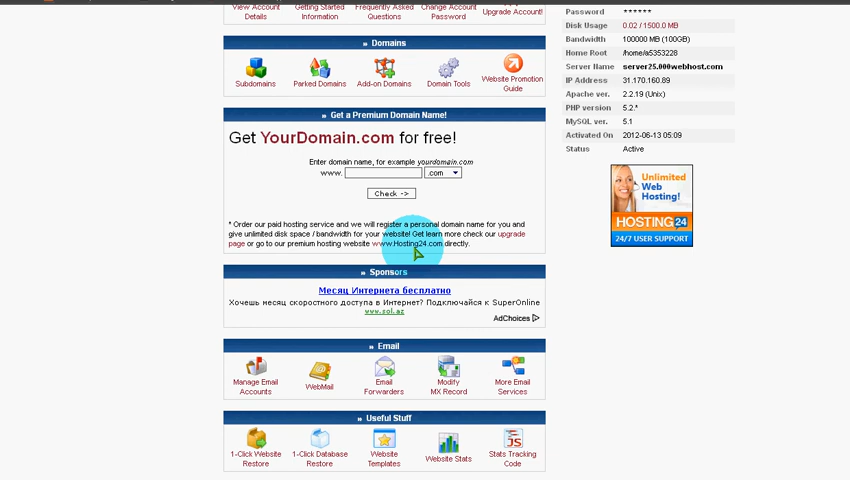 View Account
Details
Getting Started
Information
Frequently Asked
Questions
Change Account
Password
Upgrade Account!
» Domains
Subdomains
Parked Domains
Add-on Domains
Domain Tools
Website Promotion
Guide
» Get a Premium Domain Name!
Get YourDomain.com for free!
Enter domain name, for example yourdomain.com
www.
.com
Check ->
* Order our paid hosting service and we will register a personal domain name for you and
give unlimited disk space / bandwidth for your website! Get learn more check our upgrade
page or go to our premium hosting website www.Hosting24.com directly.
» Sponsors
Месяц Интернета бесплатно
Хочешь месяц скоростного доступа в Интернет? Подключайся к SuperOnline
www.sol.az
AdChoices
» Email
Manage Email
Accounts
WebMail
Email
Forwarders
Modify
MX Record
More Email
Services
» Useful Stuff
1-Click Website
Restore
1-Click Database
Restore
Website
Templates
Website Stats
JS
Stats Tracking
Code
Password ******
Disk Usage 0.02 / 1500.0 MB
Bandwidth 100000 MB (100GB)
Home Root /home/a5353228
Server Name server25.000webhost.com
IP Address 31.170.160.89
Apache ver. 2.2.19 (Unix)
PHP version 5.2.*
MySQL ver. 5.1
Activated On 2012-06-13 05:09
Status Active
Unlimited
Web
Hosting!
HOSTING 24
24/7 USER SUPPORT